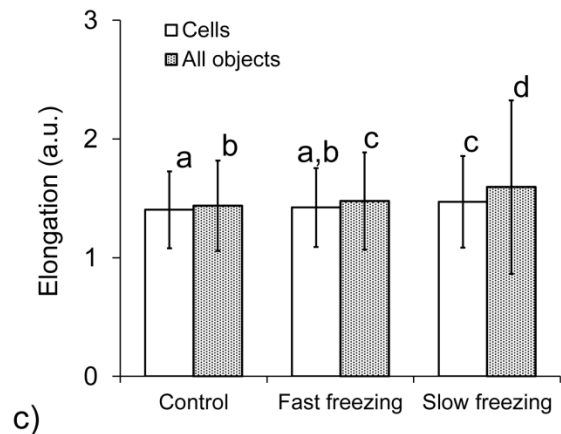 3
Cells
All objects
d
2
a
b
a,b
c
c
Elongation (a.u.)
1
0
Control
Fast freezing
Slow freezing
c)